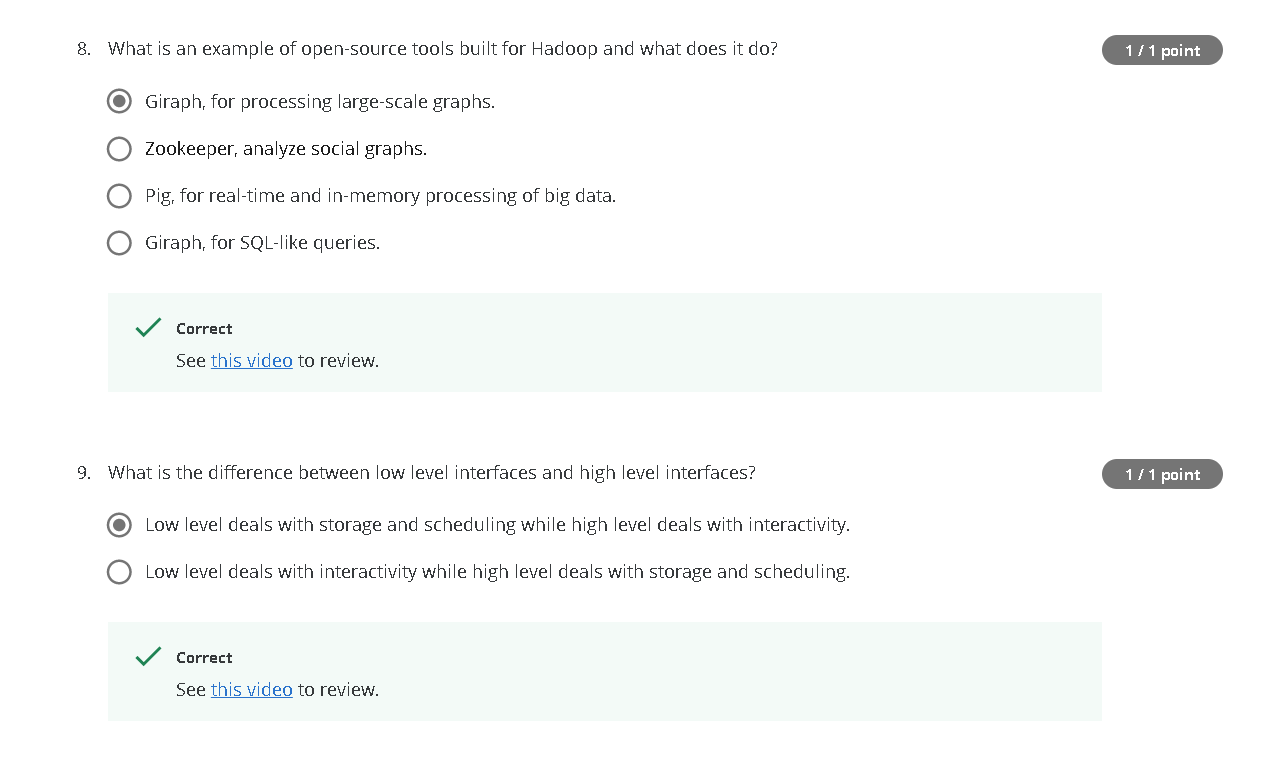 8. What is an example of open-source tools built for Hadoop and what does it do?
1 / 1 point
Giraph, for processing large-scale graphs.
Zookeeper, analyze social graphs.
Pig, for real-time and in-memory processing of big data.
Giraph, for SQL-like queries.
Correct
See this video to review.
9. What is the difference between low level interfaces and high level interfaces?
1 / 1 point
Low level deals with storage and scheduling while high level deals with interactivity.
Low level deals with interactivity while high level deals with storage and scheduling.
Correct
See this video to review.